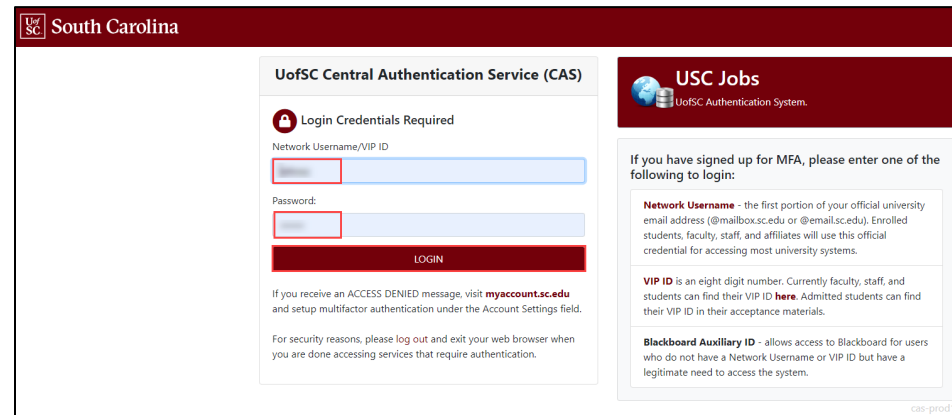 UofSC South Carolina
UofSC Central Authentication Service (CAS)
Login Credentials Required
Network Username/VIP ID
Password:
LOGIN
If you receive an ACCESS DENIED message, visit myaccount.sc.edu
and setup multifactor authentication under the Account Settings field.
For security reasons, please log out and exit your web browser when
you are done accessing services that require authentication.
USC Jobs
UofSC Authentication System.
If you have signed up for MFA, please enter one of the
following to login:
Network Username - the first portion of your official university
email address (@mailbox.sc.edu or @email.sc.edu). Enrolled
students, faculty, staff, and affiliates will use this official
credential for accessing most university systems.
VIP ID is an eight digit number. Currently faculty, staff, and
students can find their VIP ID here. Admitted students can find
their VIP ID in their acceptance materials.
Blackboard Auxiliary ID - allows access to Blackboard for users
who do not have a Network Username or VIP ID but have a
legitimate need to access the system.
cas-prod